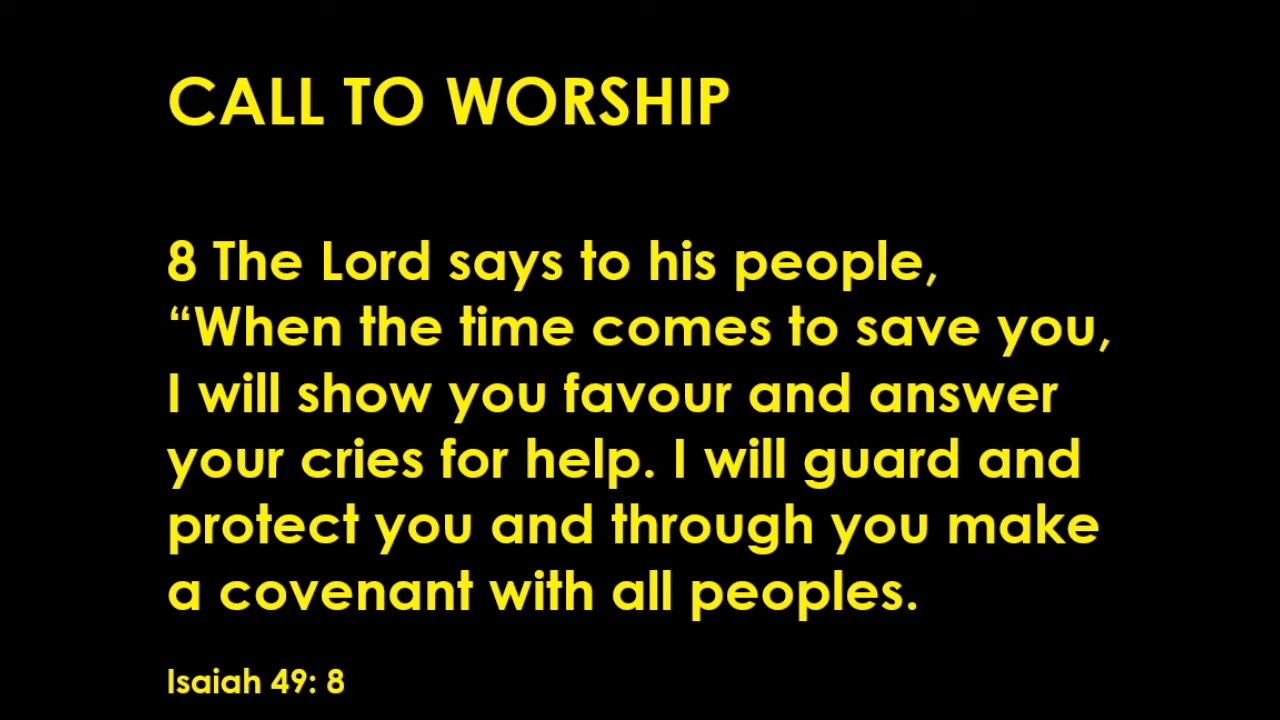 CALL TO WORSHIP
8 The Lord says to his people,
“When the time comes to save you,
I will show you favour and answer
your cries for help. I will guard and
protect you and through you make
a covenant with all peoples.
Isaiah 49: 8